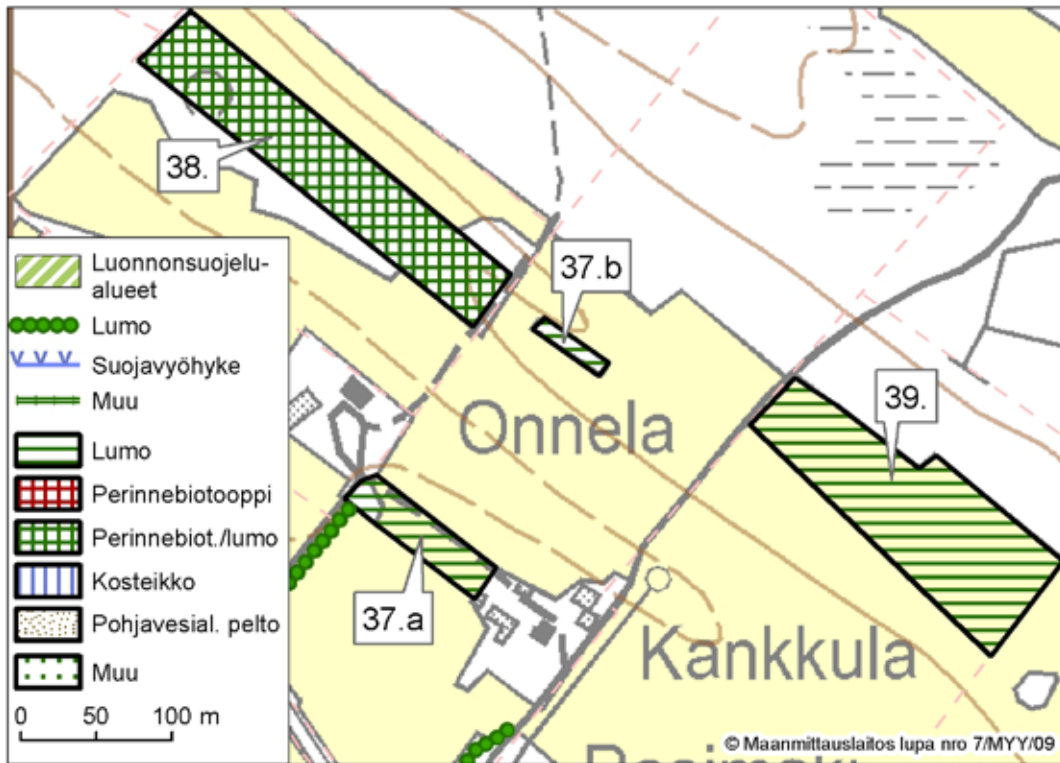 38.
37.b
Onnela
39.
37.a
Kankkula
Luonnonsuojelu-
alueet
Lumo
Suojavyöhyke
Muu
Lumo
Perinnebiotooppi
Perinnebiot./lumo
Kosteikko
Pohjavesial. pelto
Muu
0 50 100 m
© Maanmittauslaitos lupa nro 7/MYY/09